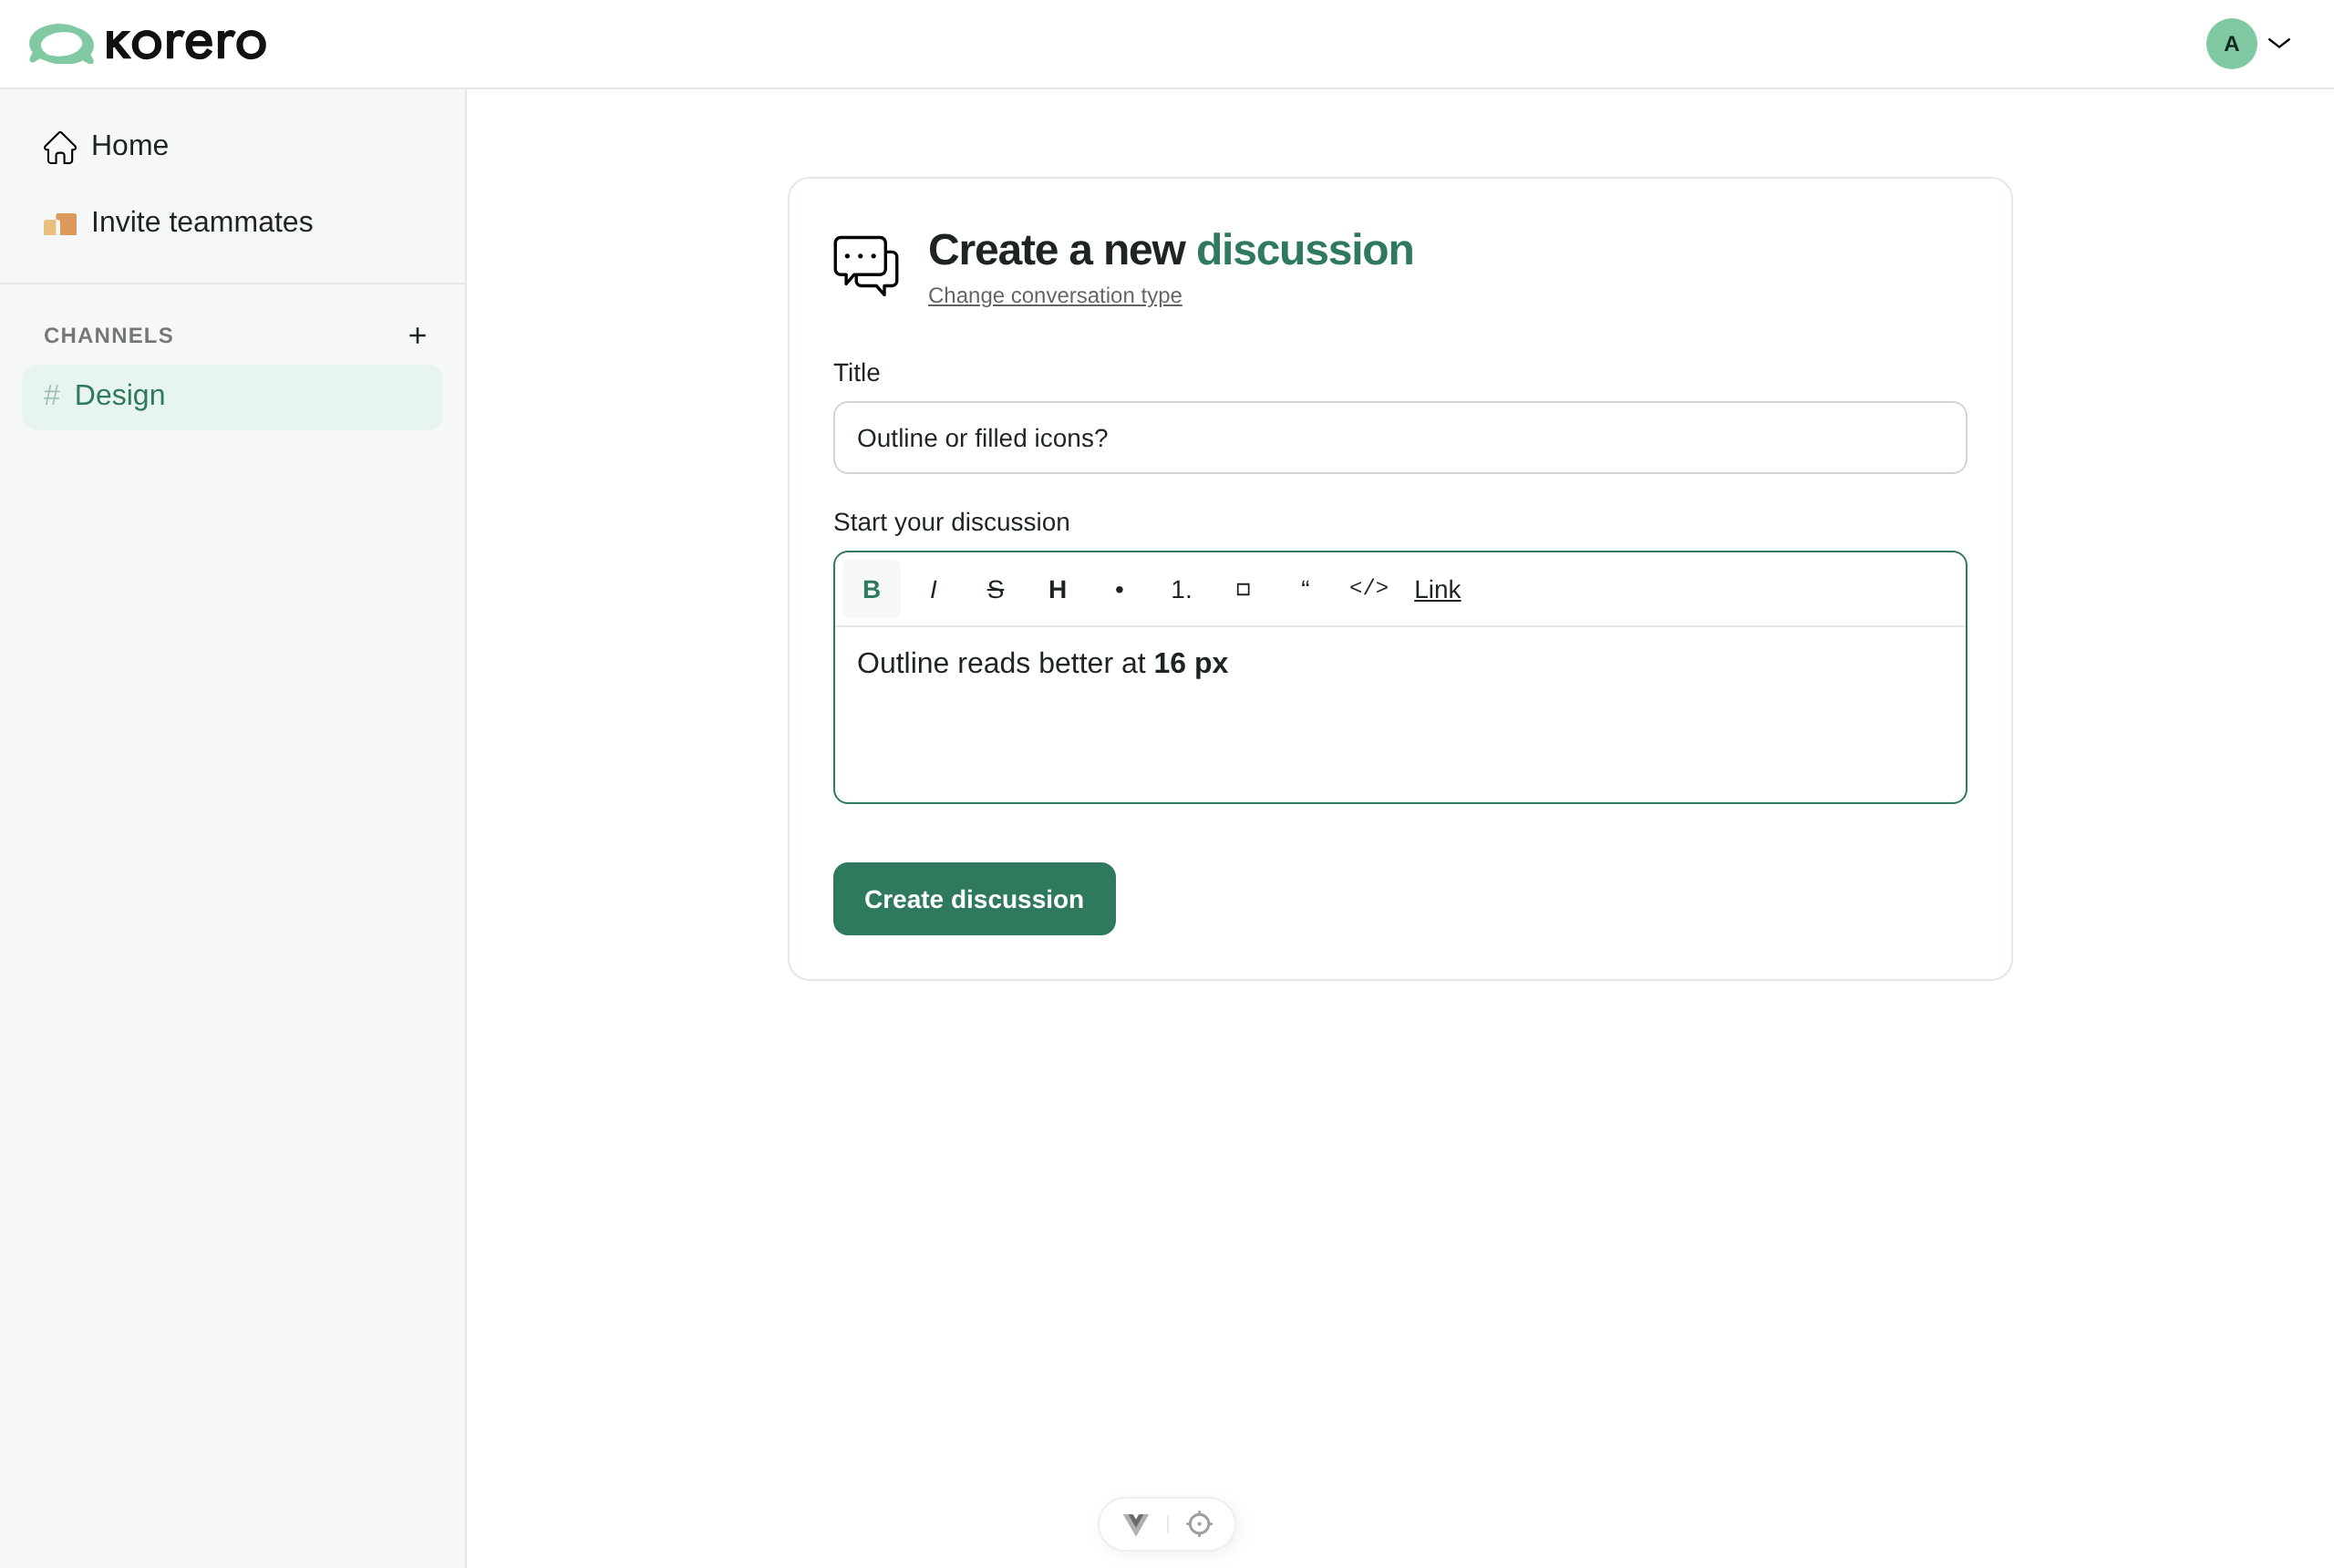 korero
A
Home
Invite teammates
CHANNELS +
# Design
Create a new discussion
Change conversation type
Title
Outline or filled icons?
Start your discussion
B I S H • 1. “ </> Link
Outline reads better at 16 px
Create discussion